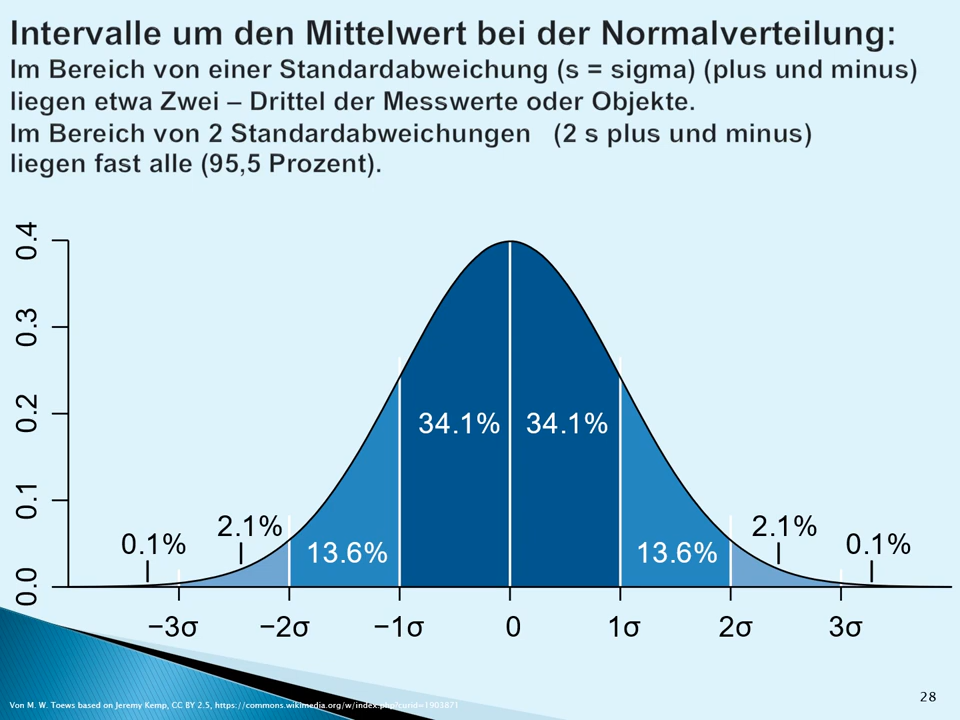 Intervalle um den Mittelwert bei der Normalverteilung:
Im Bereich von einer Standardabweichung (s = sigma) (plus und minus)
liegen etwa Zwei – Drittel der Messwerte oder Objekte.
Im Bereich von 2 Standardabweichungen (2 s plus und minus)
liegen fast alle (95,5 Prozent).
0.4
0.3
0.2
0.1
0.0
34.1% 34.1%
0.1% 2.1% 13.6% 13.6% 2.1% 0.1%
−3σ −2σ −1σ 0 1σ 2σ 3σ
28
Von M. W. Toews based on Jeremy Kemp, CC BY 2.5, https://commons.wikimedia.org/w/index.php?curid=1903871